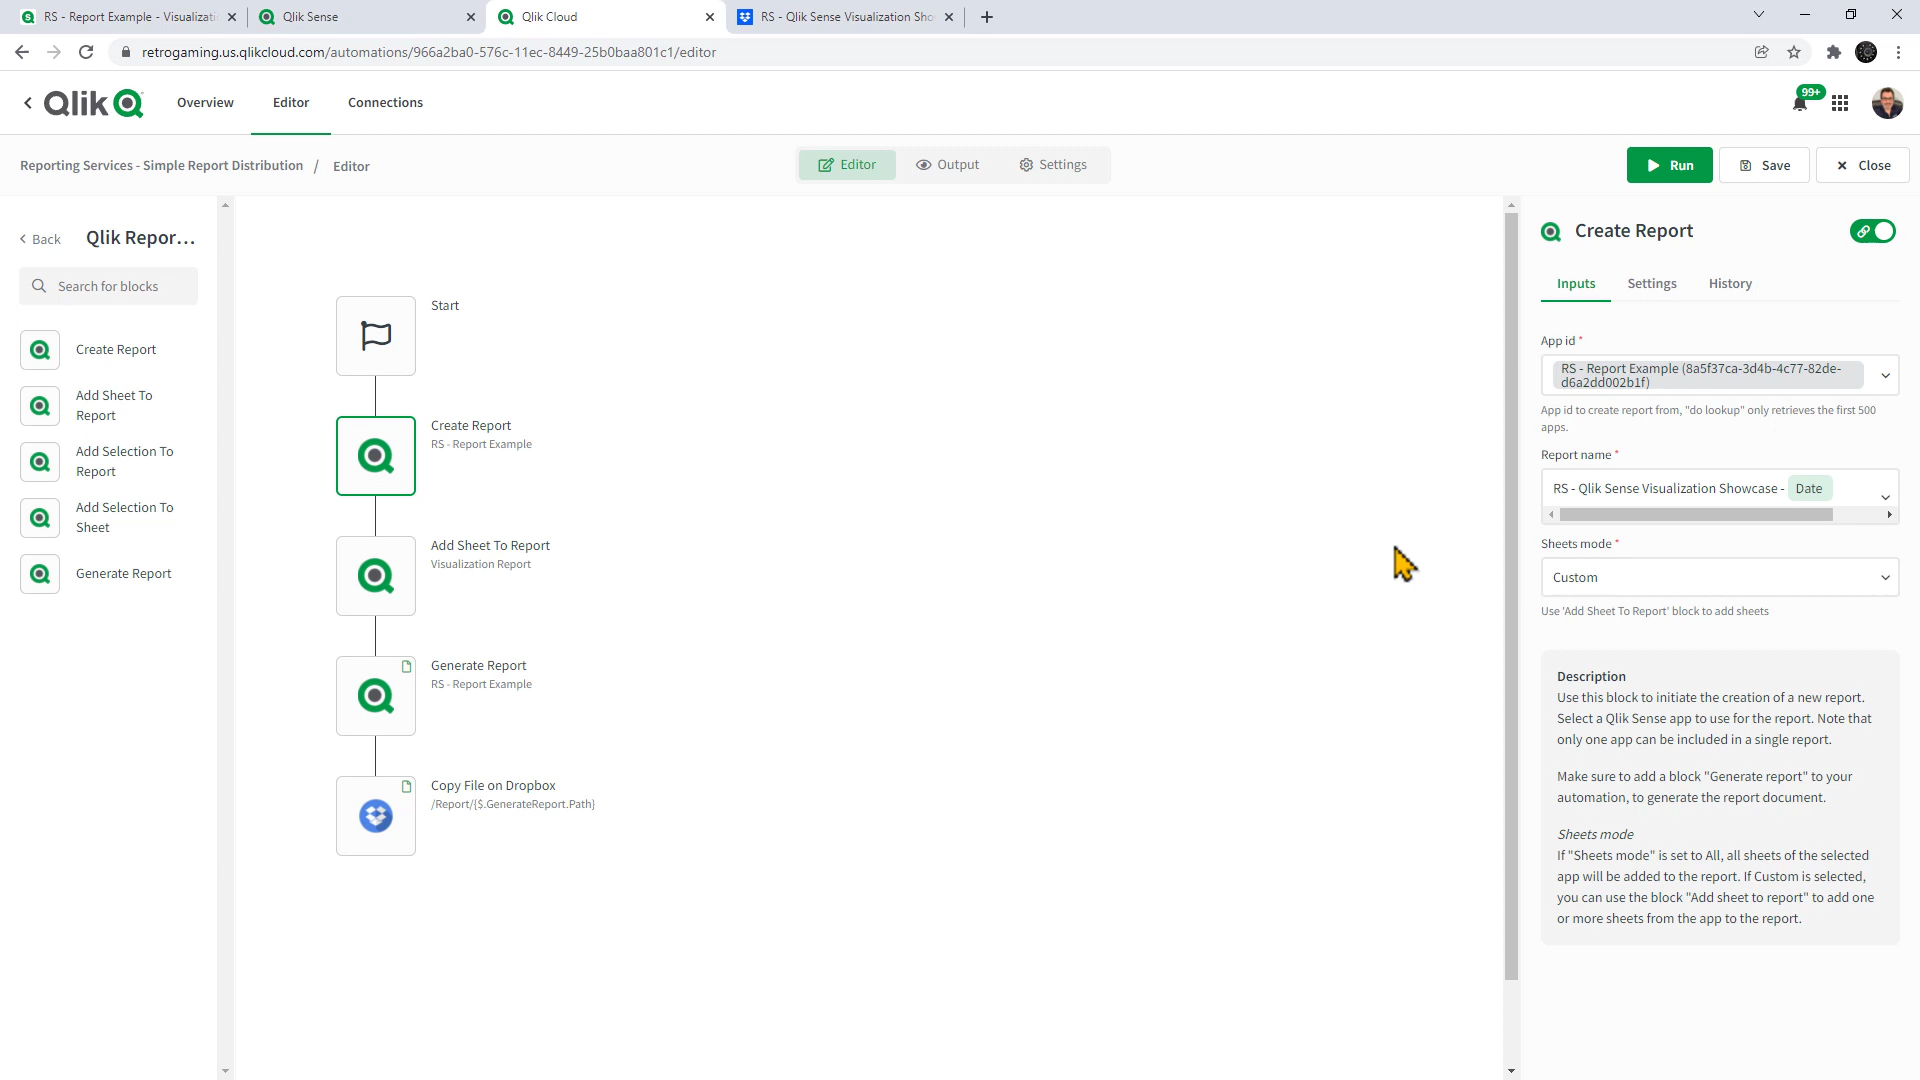 RS - Report Example - Visualizati
Qlik Sense
Qlik Cloud
RS - Qlik Sense Visualization Sho
retrogaming.us.qlikcloud.com/automations/966a2ba0-576c-11ec-8449-25b0baa801c1/editor
Qlik
Overview
Editor
Connections
99+
Reporting Services - Simple Report Distribution / Editor
Editor
Output
Settings
Run
Save
Close
Back
Qlik Repor...
Search for blocks
Create Report
Add Sheet To
Report
Add Selection To
Report
Add Selection To
Sheet
Generate Report
Start
Create Report
RS - Report Example
Add Sheet To Report
Visualization Report
Generate Report
RS - Report Example
Copy File on Dropbox
/Report/{$.GenerateReport.Path}
Create Report
Inputs
Settings
History
App id *
RS - Report Example (8a5f37ca-3d4b-4c77-82de-
d6a2dd002b1f)
App id to create report from, "do lookup" only retrieves the first 500
apps.
Report name *
RS - Qlik Sense Visualization Showcase - Date
Sheets mode *
Custom
Use 'Add Sheet To Report' block to add sheets
Description
Use this block to initiate the creation of a new report.
Select a Qlik Sense app to use for the report. Note that
only one app can be included in a single report.
Make sure to add a block "Generate report" to your
automation, to generate the report document.
Sheets mode
If "Sheets mode" is set to All, all sheets of the selected
app will be added to the report. If Custom is selected,
you can use the block "Add sheet to report" to add one
or more sheets from the app to the report.